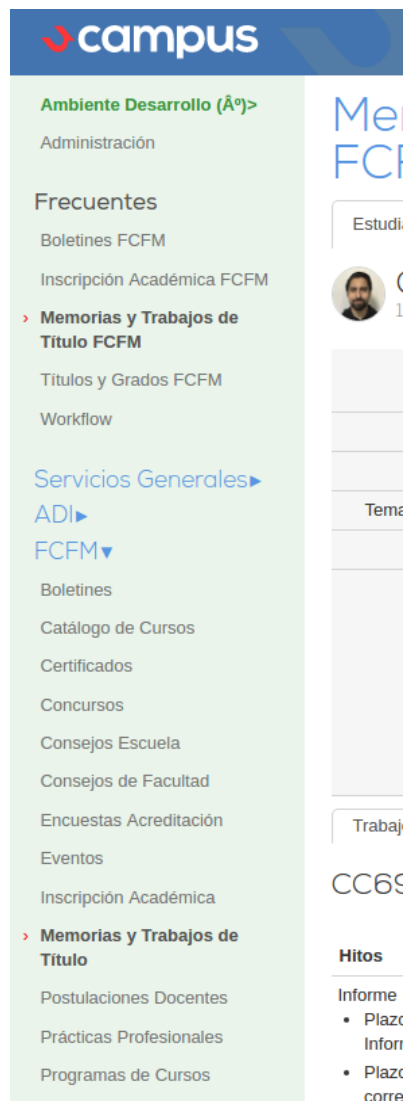 campus
Ambiente Desarrollo (Âº)>
Administración
Frecuentes
Boletines FCFM
Inscripción Académica FCFM
› Memorias y Trabajos de
Título FCFM
Títulos y Grados FCFM
Workflow
Servicios Generales▸
ADI▸
FCFM▾
Boletines
Catálogo de Cursos
Certificados
Concursos
Consejos Escuela
Consejos de Facultad
Encuestas Acreditación
Eventos
Inscripción Académica
› Memorias y Trabajos de
Título
Postulaciones Docentes
Prácticas Profesionales
Programas de Cursos
Tema
CC69
Hitos
Informe